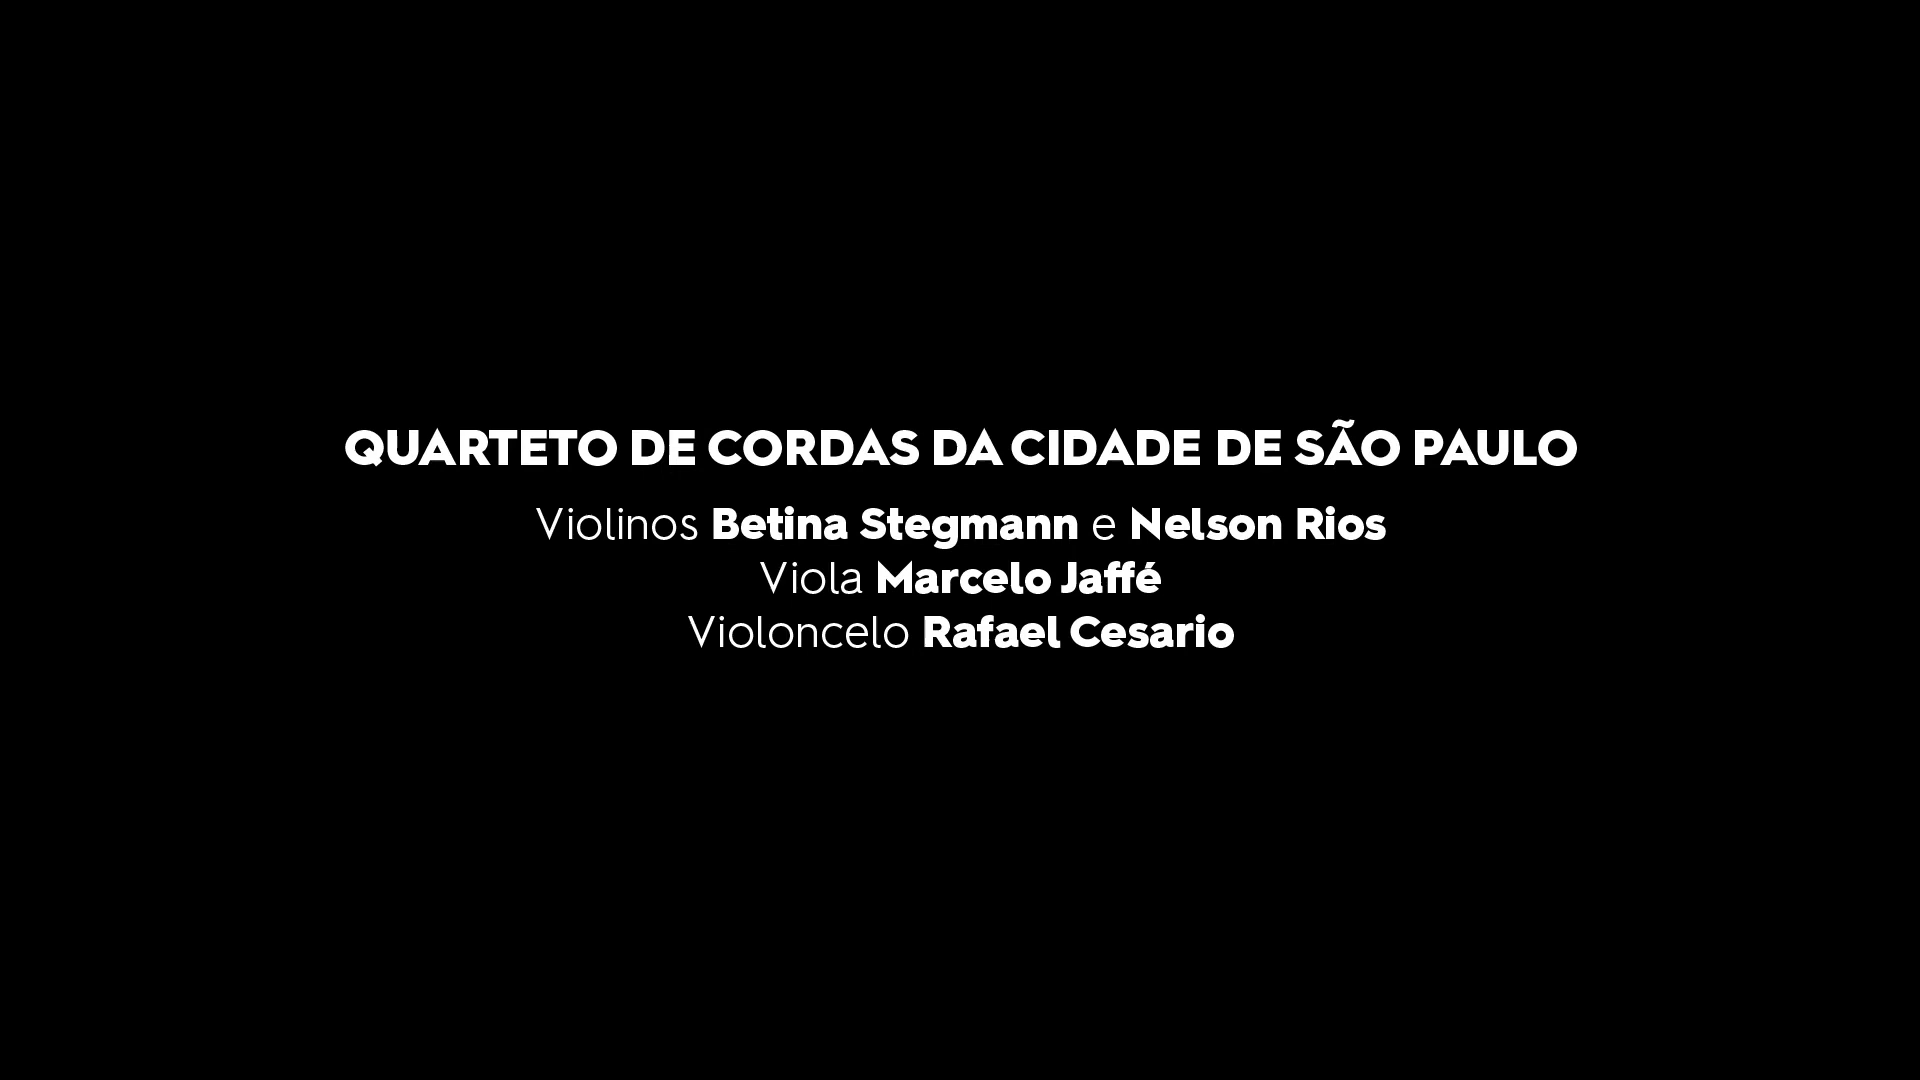 QUARTETO DE CORDAS DA CIDADE DE SÃO PAULO
Violinos Betina Stegmann e Nelson Rios
Viola Marcelo Jaffé
Violoncelo Rafael Cesario